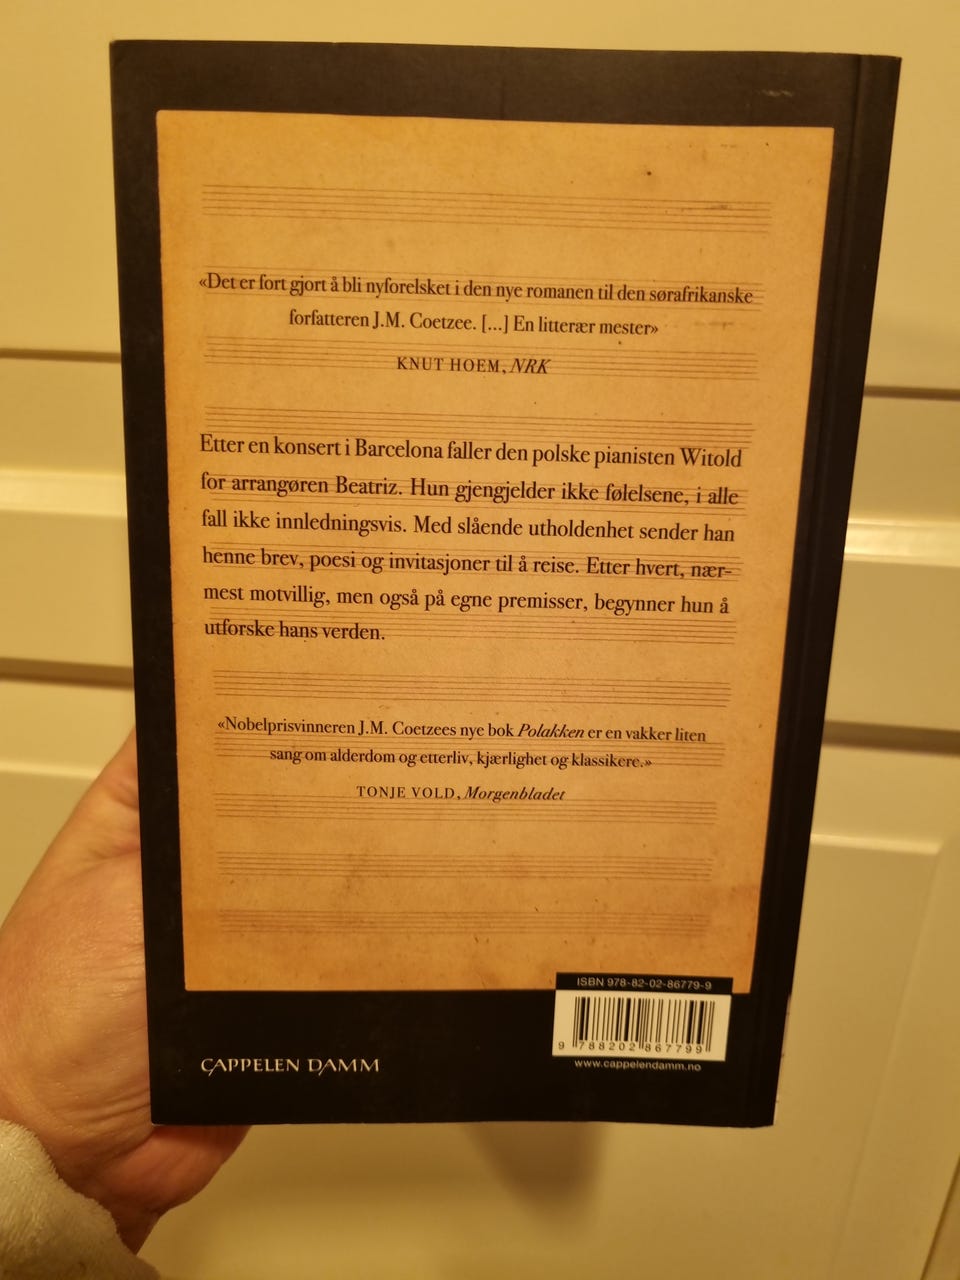 «Det er fort gjort å bli nyforelsket i den nye romanen til den sørafrikanske
forfatteren J.M. Coetzee. [...] En litterær mester»
KNUT HOEM, NRK
Etter en konsert i Barcelona faller den polske pianisten Witold
for arrangøren Beatriz. Hun gjengjelder ikke følelsene, i alle
fall ikke innledningsvis. Med slående utholdenhet sender han
henne brev, poesi og invitasjoner til å reise. Etter hvert, nær-
mest motvillig, men også på egne premisser, begynner hun å
utforske hans verden.
«Nobelprisvinneren J.M. Coetzees nye bok Polakken er en vakker liten
sang om alderdom og etterliv, kjærlighet og klassikere.»
TONJE VOLD, Morgenbladet
ISBN 978-82-02-86779-9
9 788202 867799
www.cappelendamm.no
CAPPELEN DAMM